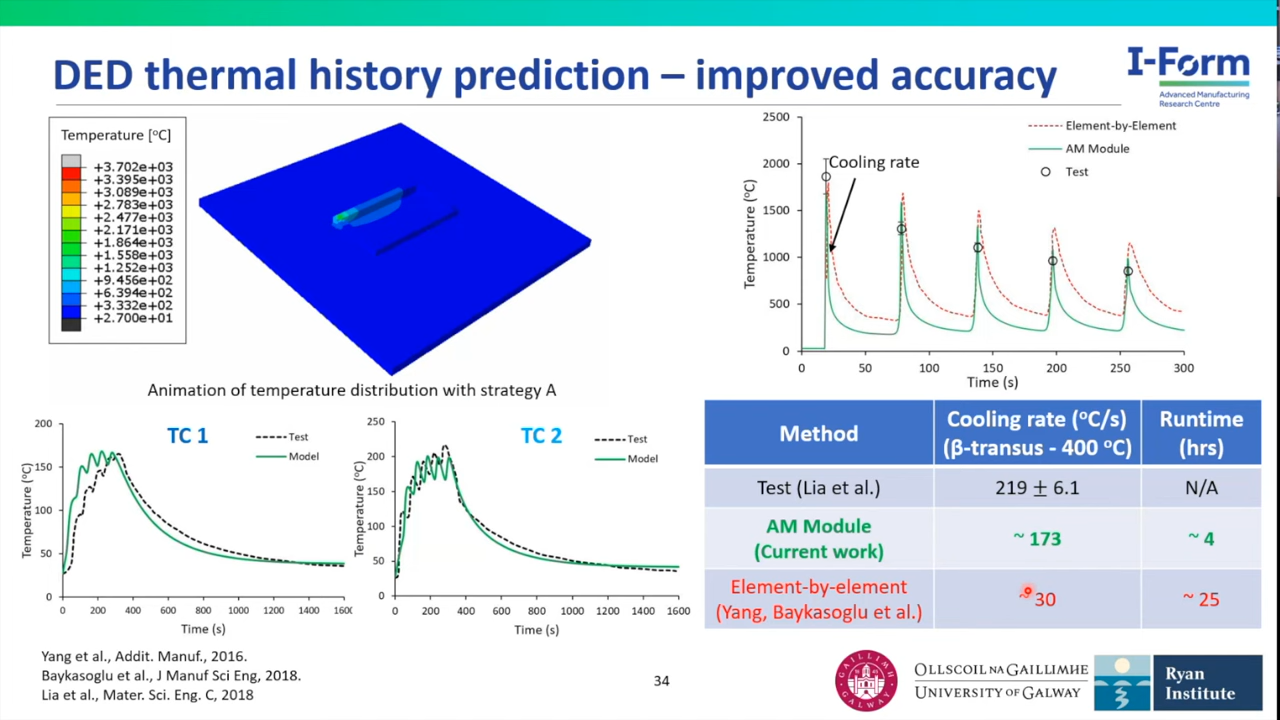 DED thermal history prediction – improved accuracy
I-Form
Advanced Manufacturing
Research Centre
Temperature [°C]
+3.702e+03
+3.395e+03
+3.089e+03
+2.783e+03
+2.477e+03
+2.171e+03
+1.864e+03
+1.558e+03
+1.252e+03
+9.456e+02
+6.394e+02
+3.332e+02
+2.700e+01
Animation of temperature distribution with strategy A
2500
2000
1500
1000
500
0
Temperature (°C)
0 50 100 150 200 250 300
Time (s)
Element-by-Element
AM Module
Test
Cooling rate
TC 1
Test
Model
200
150
100
50
0
Temperature (°C)
0 200 400 600 800 1000 1200 1400 160
Time (s)
TC 2
Test
Model
250
200
150
100
50
0
Temperature (°C)
0 200 400 600 800 1000 1200 1400 1600
Time (s)
Method Cooling rate (°C/s) (β-transus - 400 °C) Runtime (hrs)
Test (Lia et al.) 219 ± 6.1 N/A
AM Module (Current work) ~ 173 ~ 4
Element-by-element (Yang, Baykasoglu et al.) ~ 30 ~ 25
Yang et al., Addit. Manuf., 2016.
Baykasoglu et al., J Manuf Sci Eng, 2018.
Lia et al., Mater. Sci. Eng. C, 2018
34
OLLSCOIL NA GAILLIMHE
UNIVERSITY OF GALWAY
Ryan
Institute